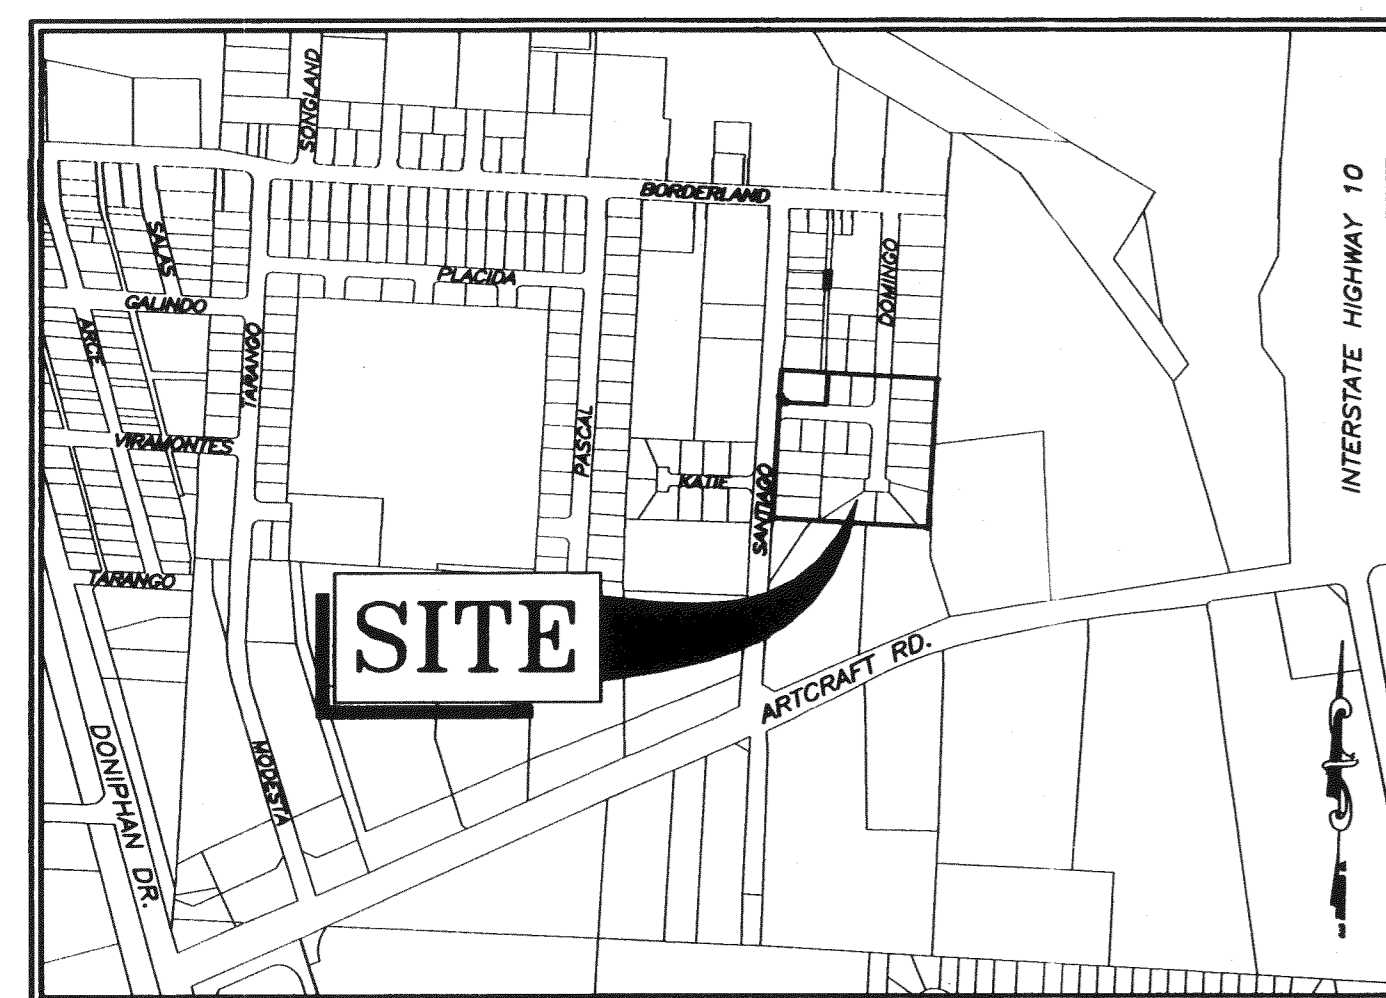 SONGLAND
BORDERLAND
INTERSTATE HIGHWAY 10
SALAS
DOMINGO
PLACIDA
GALINDO
ARCE
TARANGO
PASCAL
VIRAMONTES
KATIE
SANTIAGO
TARANGO
SITE
ARTCRAFT RD.
DONIPHAN DR.
MODESTA